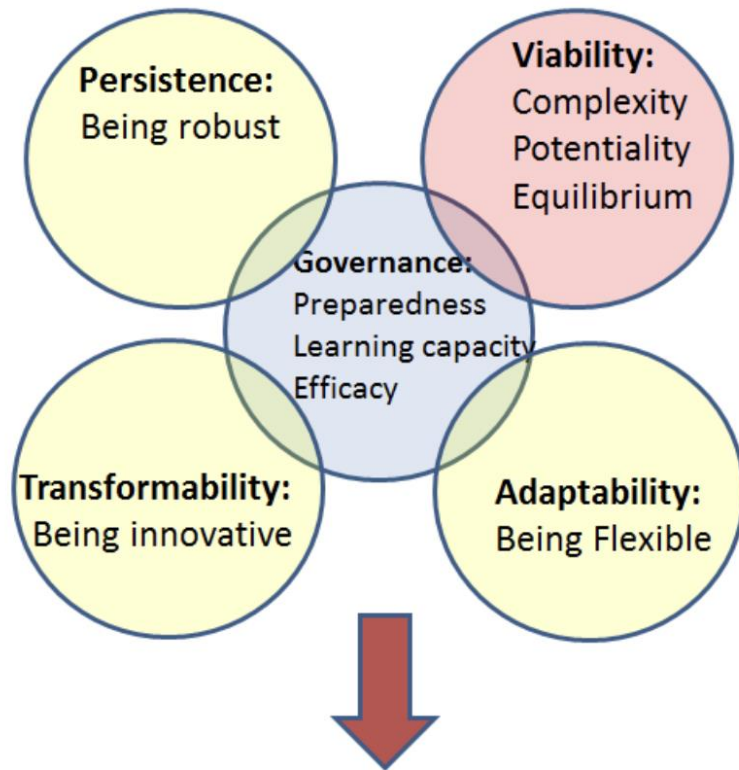 Persistence:
Being robust
Viability:
Complexity
Potentiality
Equilibrium
Governance:
Preparedness
Learning capacity
Efficacy
Transformability:
Being innovative
Adaptability:
Being Flexible